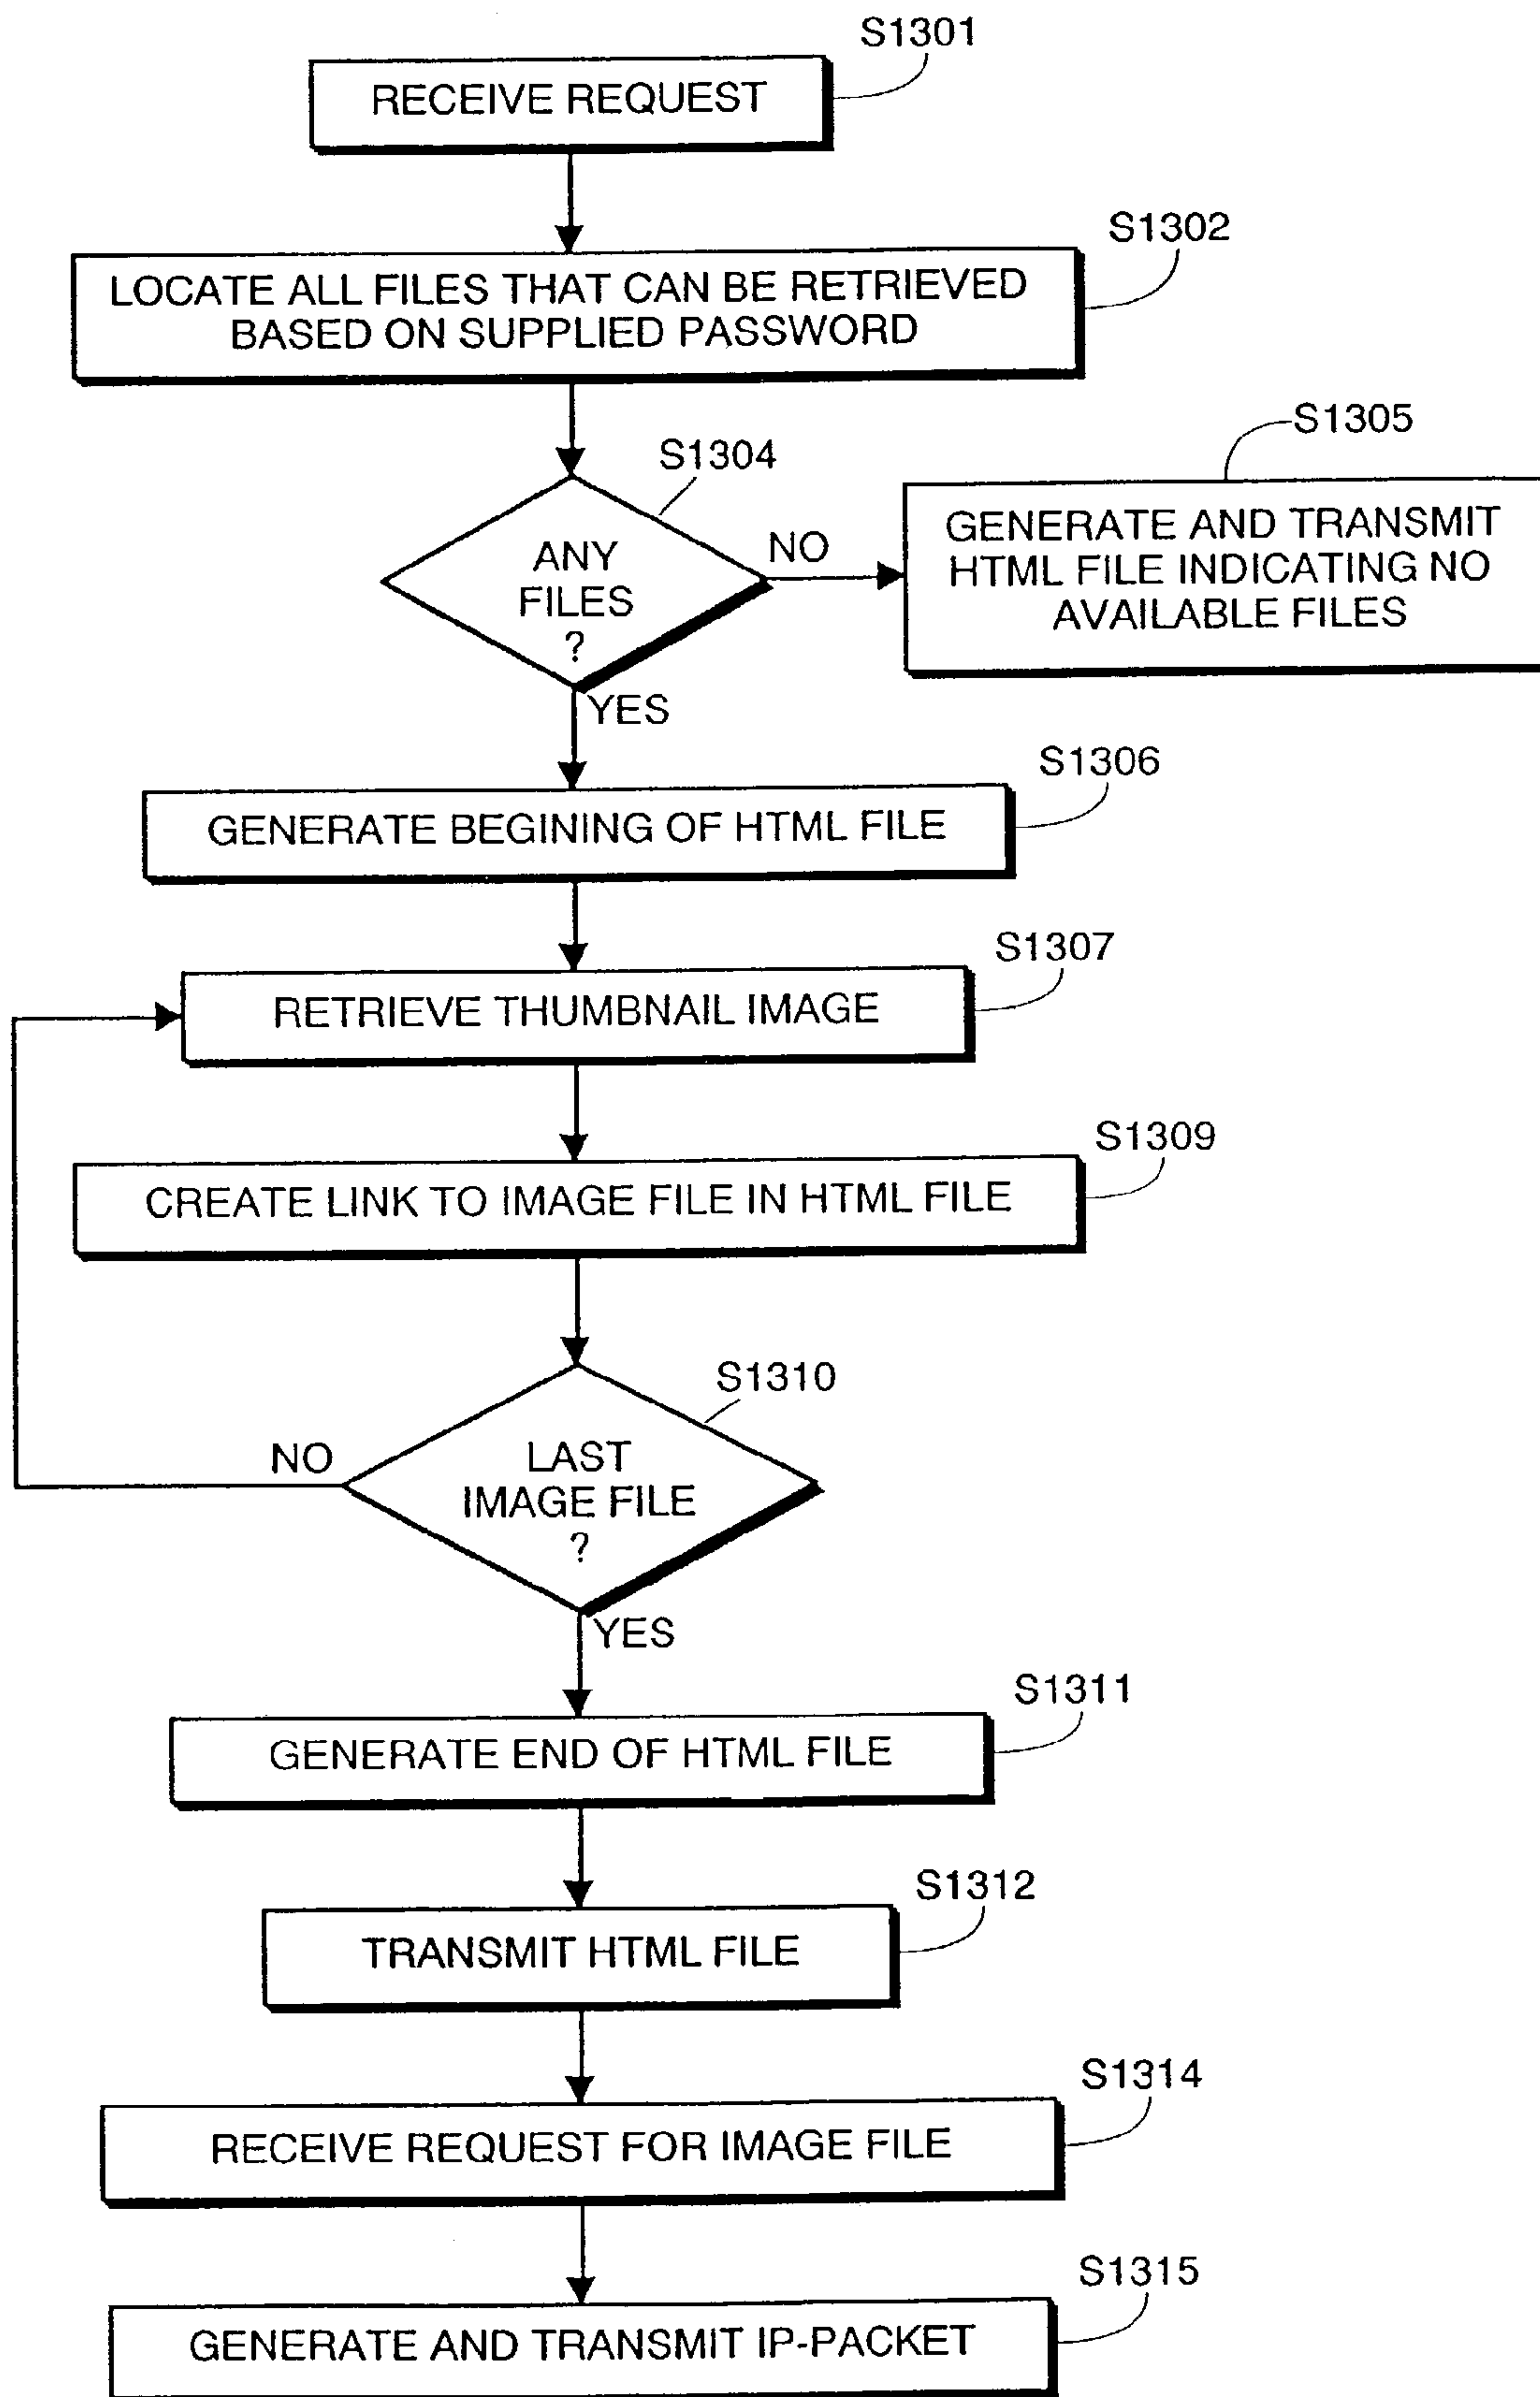 S1301
RECEIVE REQUEST
S1302
LOCATE ALL FILES THAT CAN BE RETRIEVED
BASED ON SUPPLIED PASSWORD
S1304
ANY
FILES
?
NO
S1305
GENERATE AND TRANSMIT
HTML FILE INDICATING NO
AVAILABLE FILES
YES
S1306
GENERATE BEGINING OF HTML FILE
S1307
RETRIEVE THUMBNAIL IMAGE
S1309
CREATE LINK TO IMAGE FILE IN HTML FILE
S1310
LAST
IMAGE FILE
?
NO
YES
S1311
GENERATE END OF HTML FILE
S1312
TRANSMIT HTML FILE
S1314
RECEIVE REQUEST FOR IMAGE FILE
S1315
GENERATE AND TRANSMIT IP-PACKET